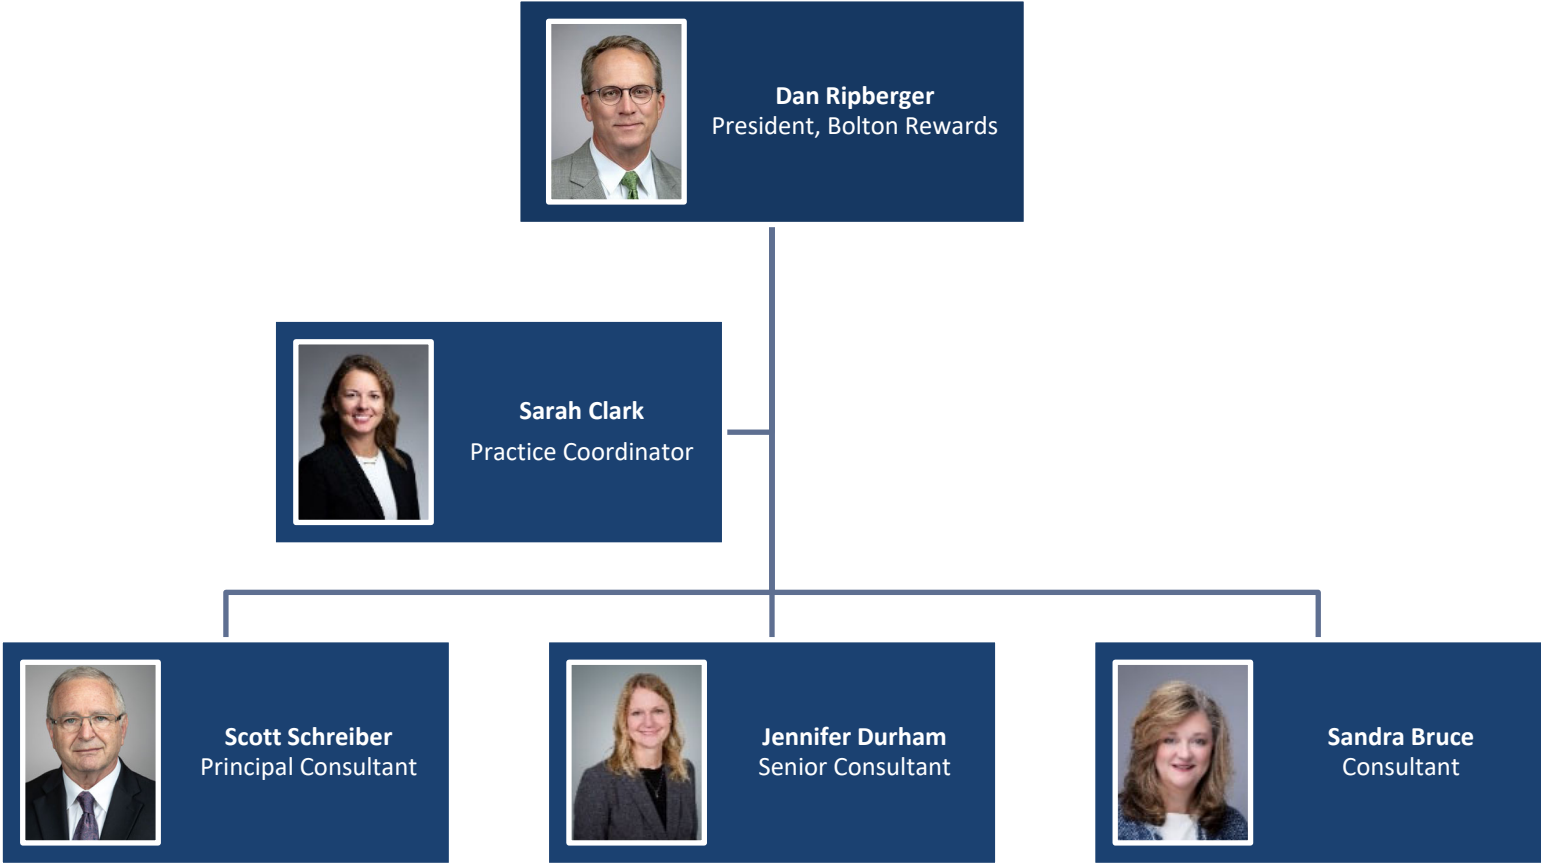 Dan Ripberger
President, Bolton Rewards
Sarah Clark
Practice Coordinator
Scott Schreiber
Principal Consultant
Jennifer Durham
Senior Consultant
Sandra Bruce
Consultant